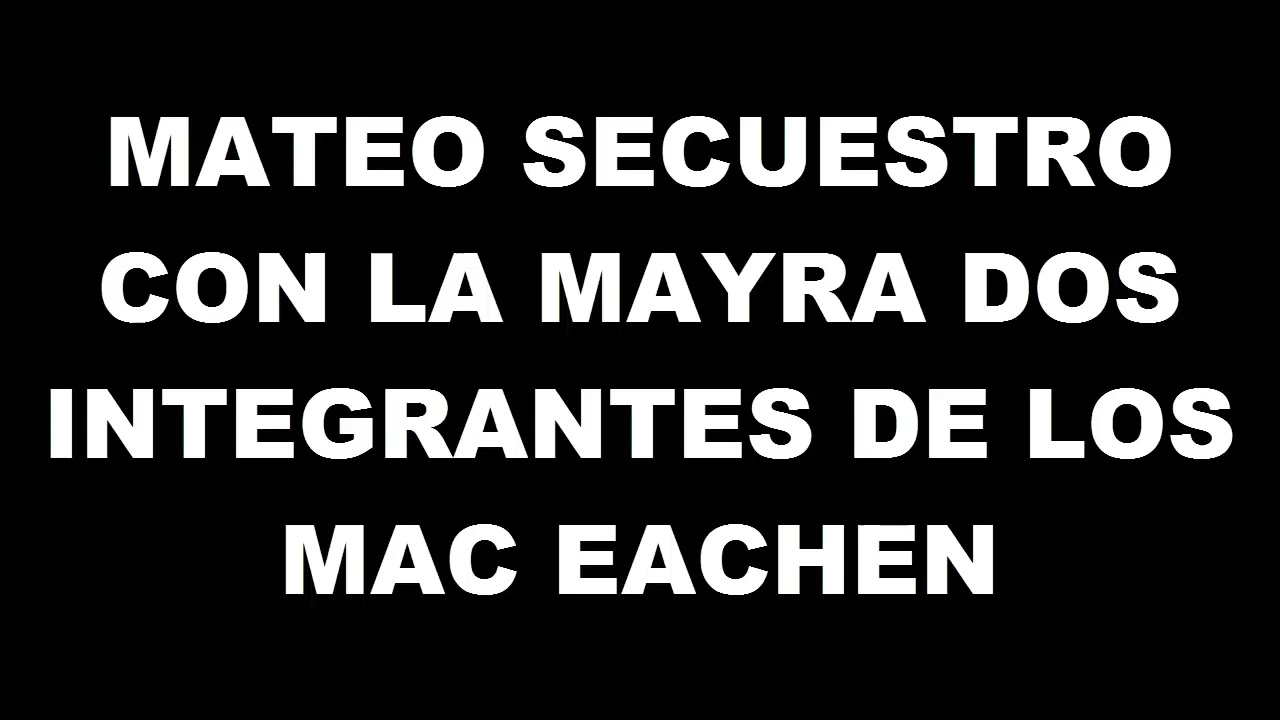 MATEO SECUESTRO
CON LA MAYRA DOS
INTEGRANTES DE LOS
MAC EACHEN